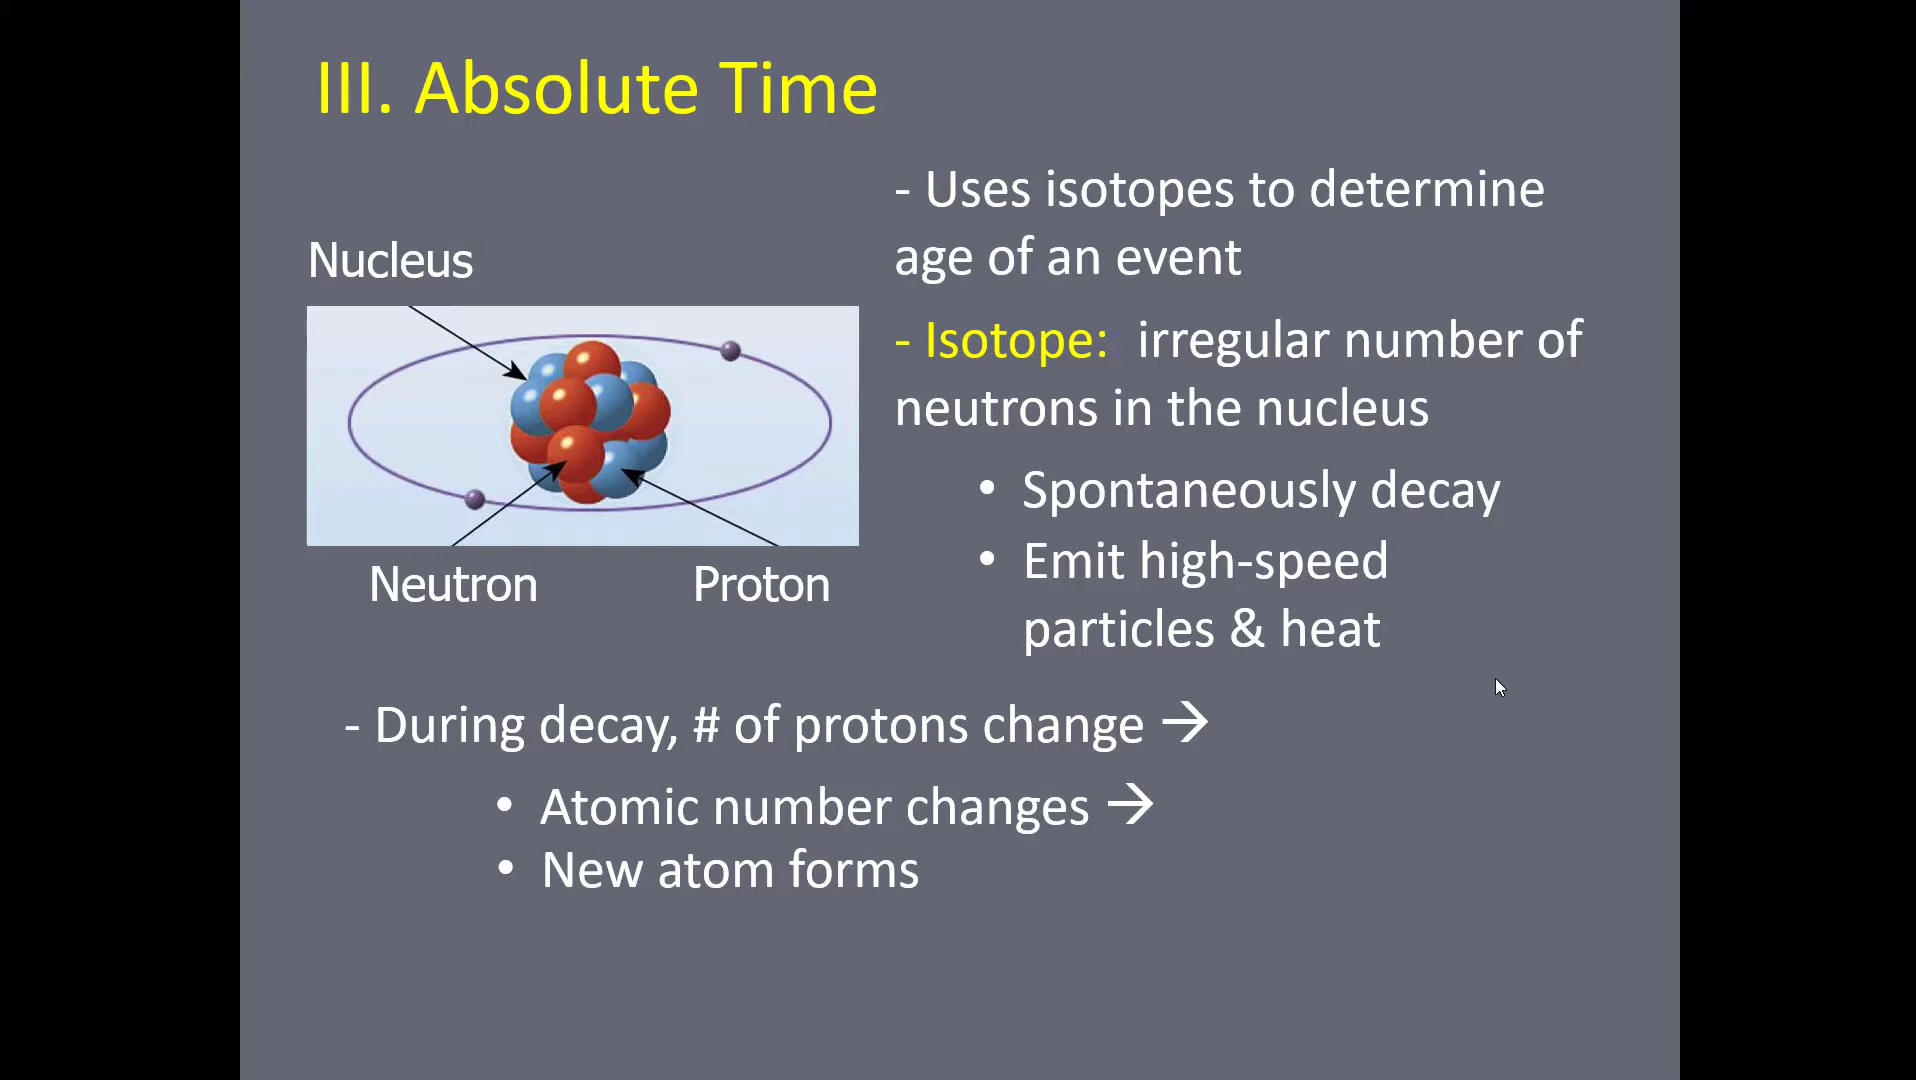 III. Absolute Time
Nucleus
Neutron
Proton
- Uses isotopes to determine
age of an event
- Isotope: irregular number of
neutrons in the nucleus
• Spontaneously decay
• Emit high-speed
particles & heat
- During decay, # of protons change →
• Atomic number changes →
• New atom forms